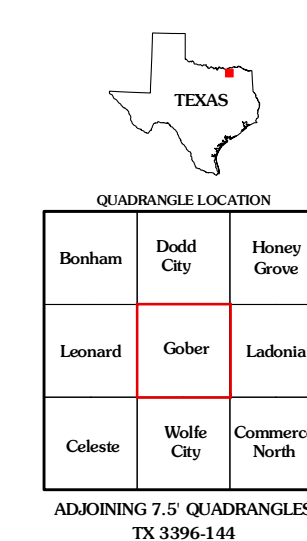 TEXAS
QUADRANGLE LOCATION
Bonham
Dodd
City
Honey
Grove
Leonard
Gober
Ladonia
Celeste
Wolfe
City
Commerc
North
ADJOINING 7.5' QUADRANGLES
TX 3396-144